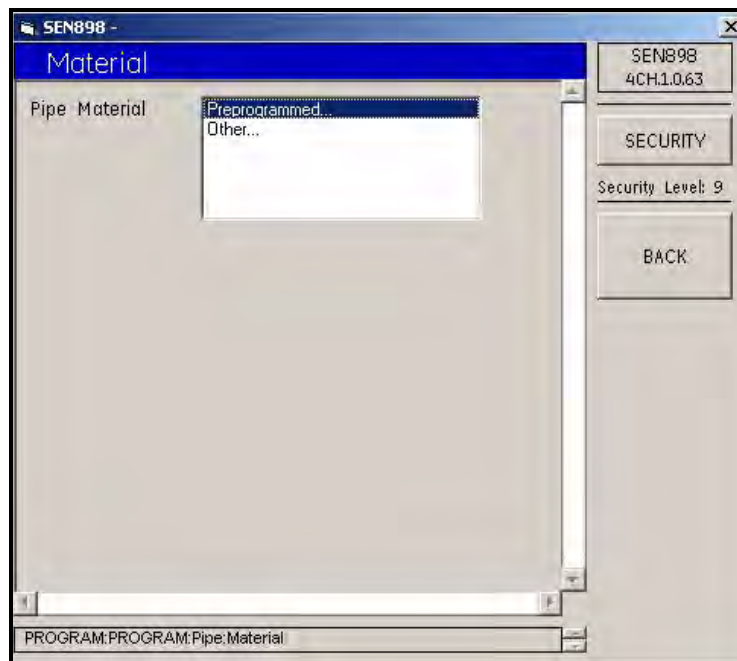 SEN898 -
Material
Pipe Material
Preprogrammed...
Other...
SEN898
4CH.1.0.63
SECURITY
Security Level: 9
BACK
PROGRAM:PROGRAM:Pipe:Material